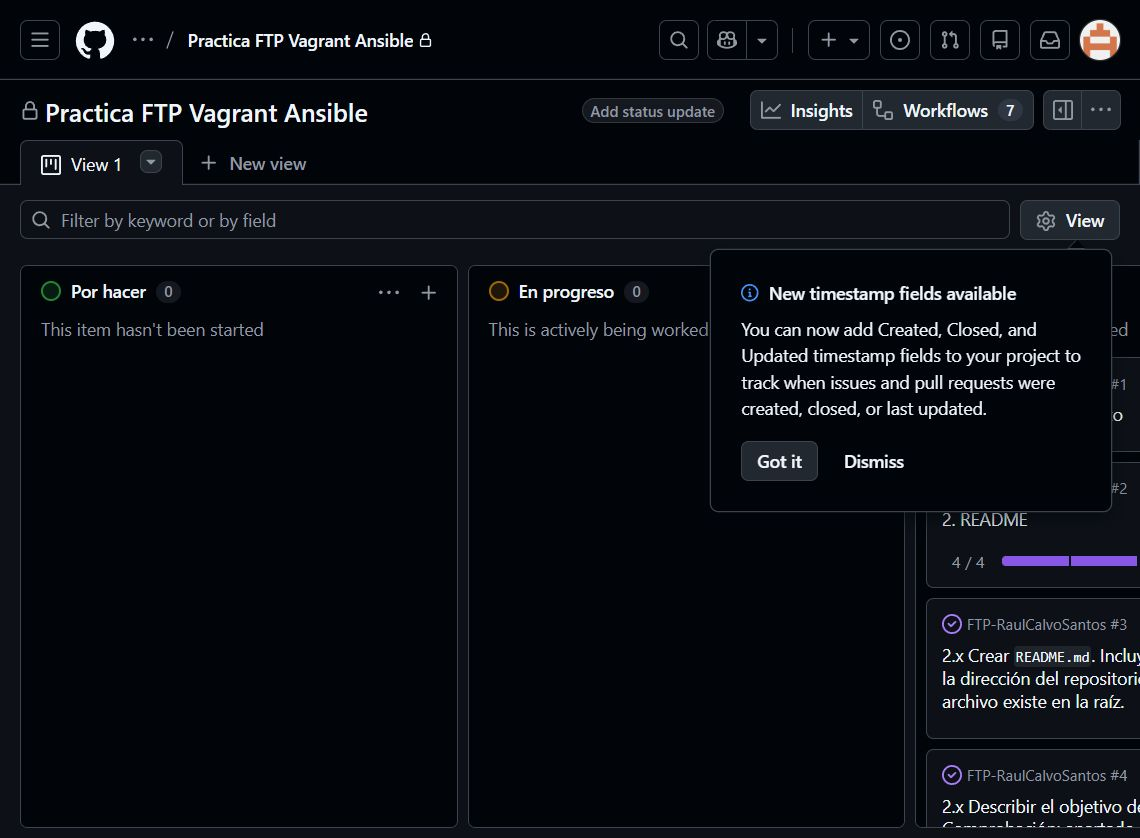 ··· / Practica FTP Vagrant Ansible
Practica FTP Vagrant Ansible
Add status update
Insights
Workflows 7
View 1
New view
Filter by keyword or by field
View
Por hacer 0
This item hasn't been started
En progreso 0
This is actively being worked
New timestamp fields available
You can now add Created, Closed, and
Updated timestamp fields to your project to
track when issues and pull requests were
created, closed, or last updated.
Got it
Dismiss
ed
#1
o
#2
2. README
4 / 4
FTP-RaulCalvoSantos #3
2.x Crear README.md. Incluy
la dirección del repositori
archivo existe en la raíz.
FTP-RaulCalvoSantos #4
2.x Describir el objetivo de
Comprobación: apartado